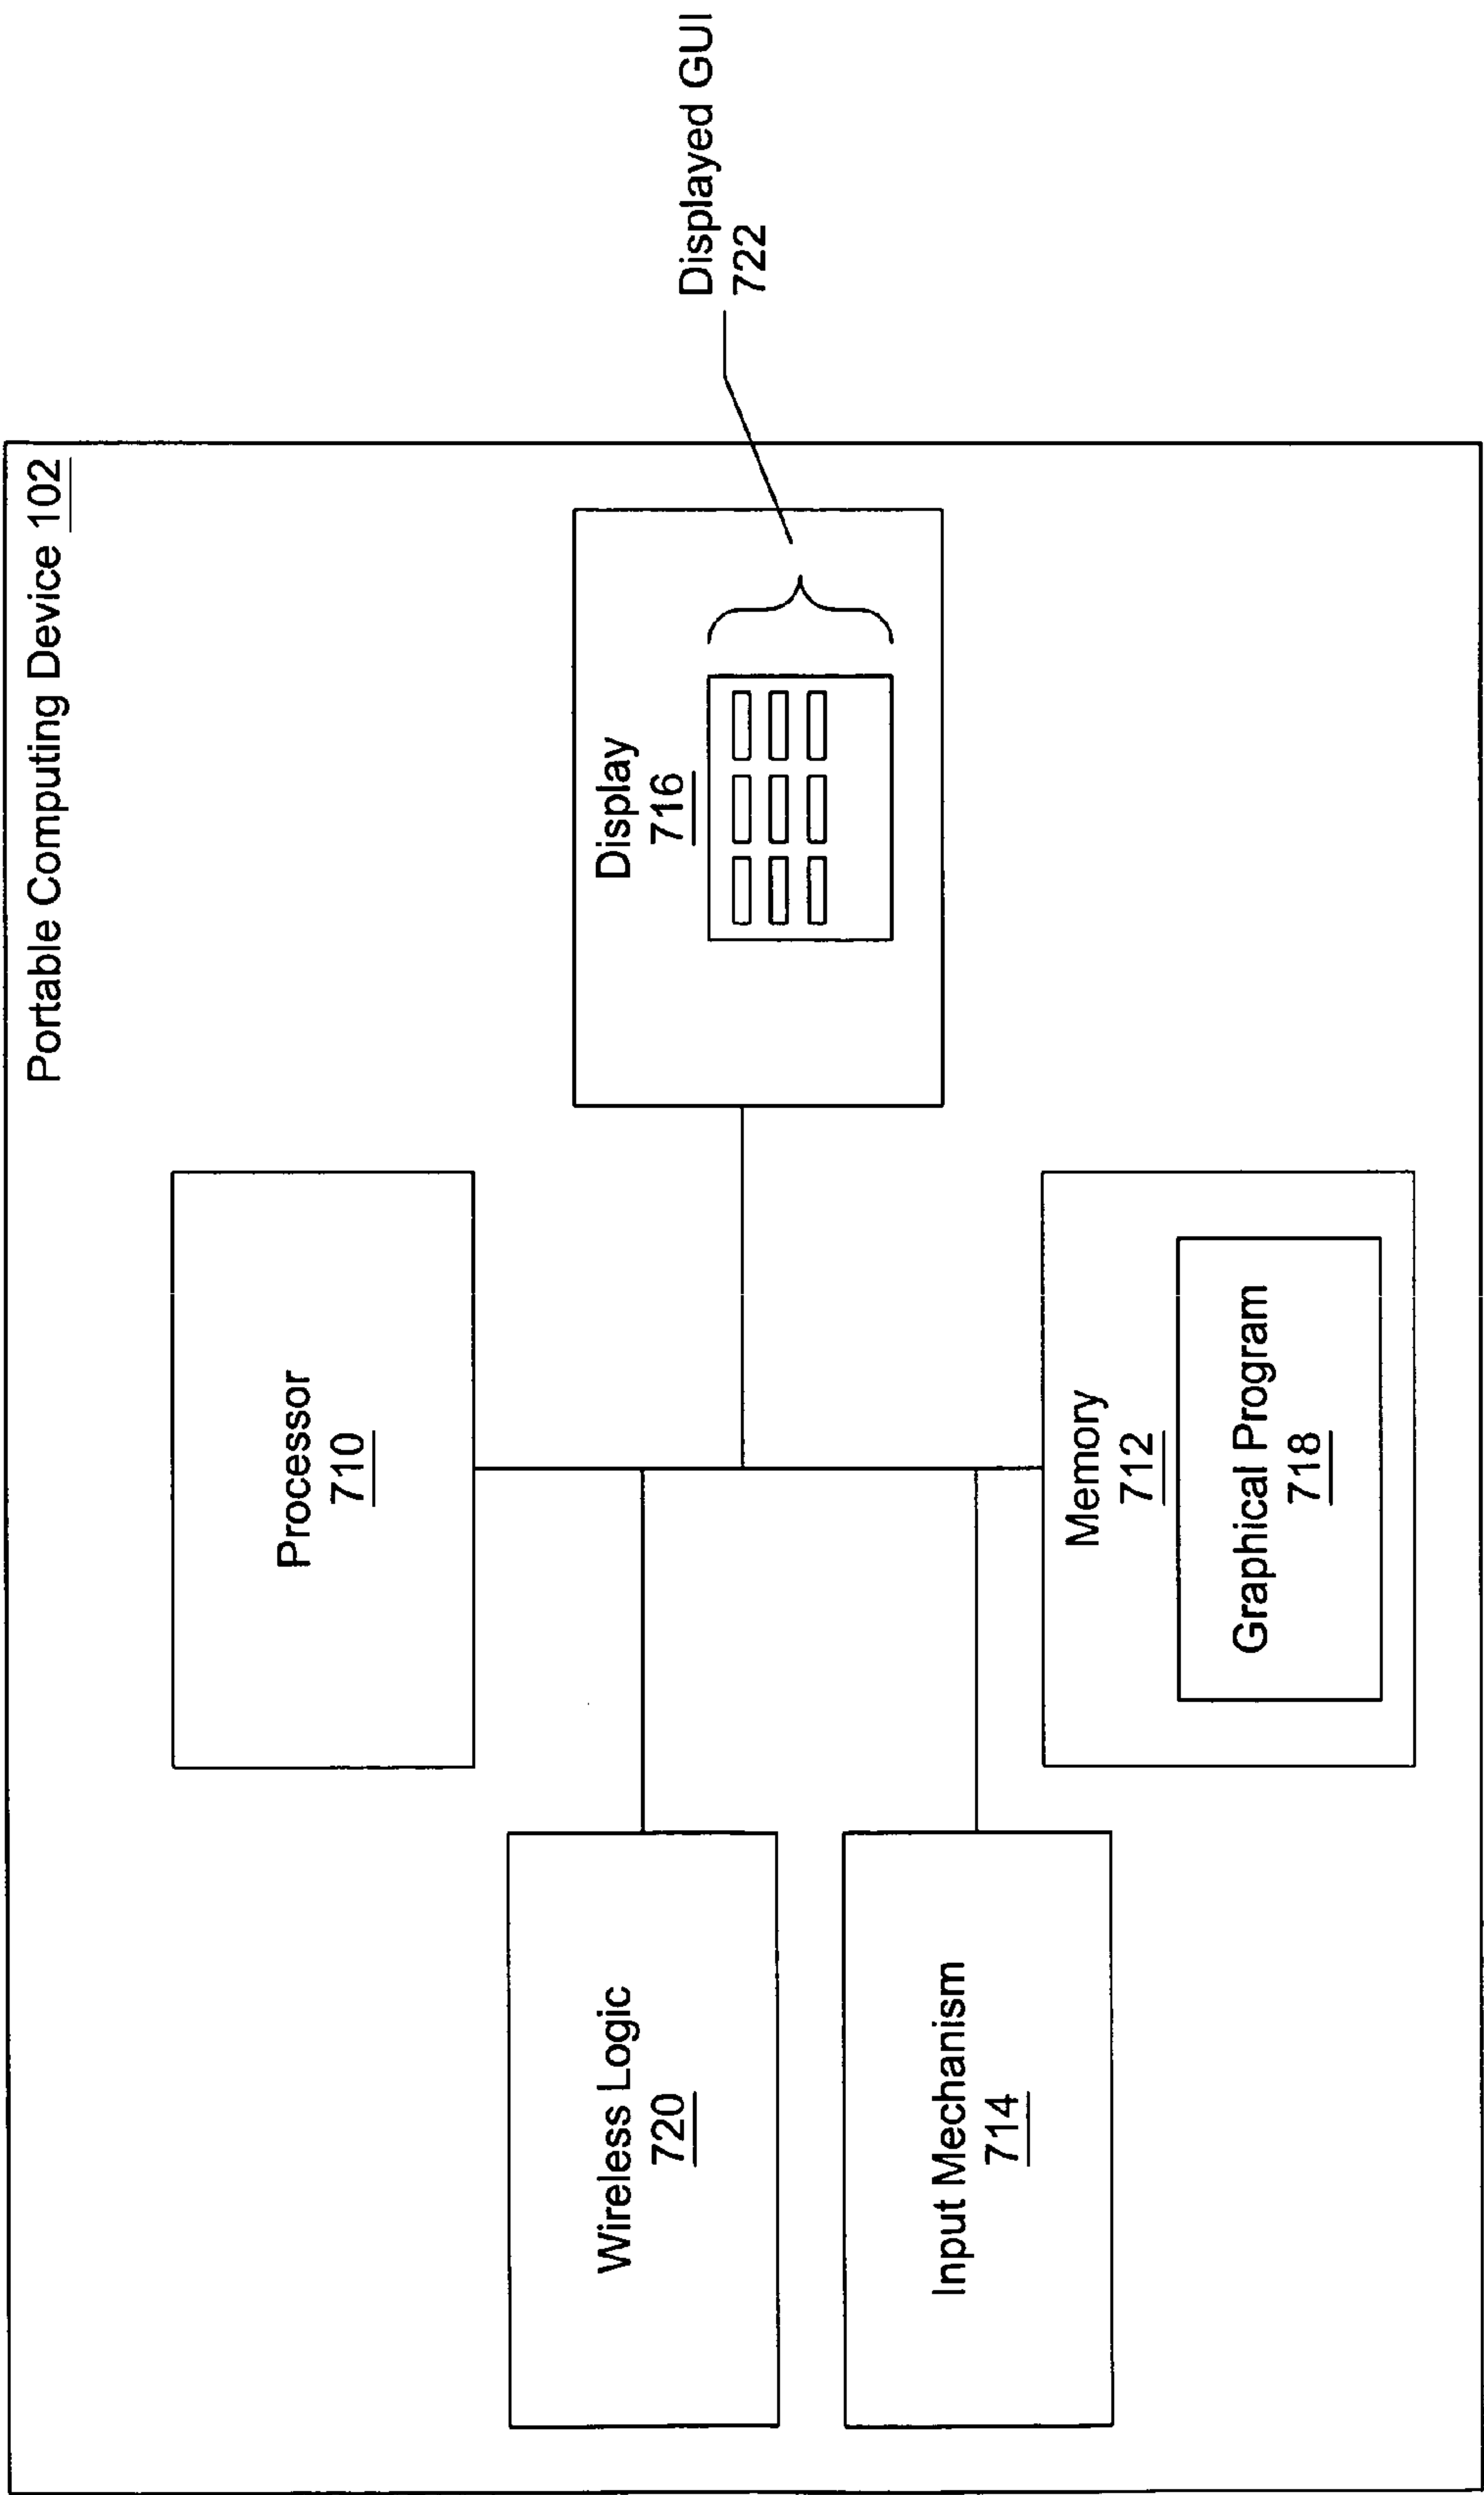 Portable Computing Device 102
Processor
710
Wireless Logic
720
Display
716
Displayed GUI
722
Input Mechanism
714
Memory
712
Graphical Program
718